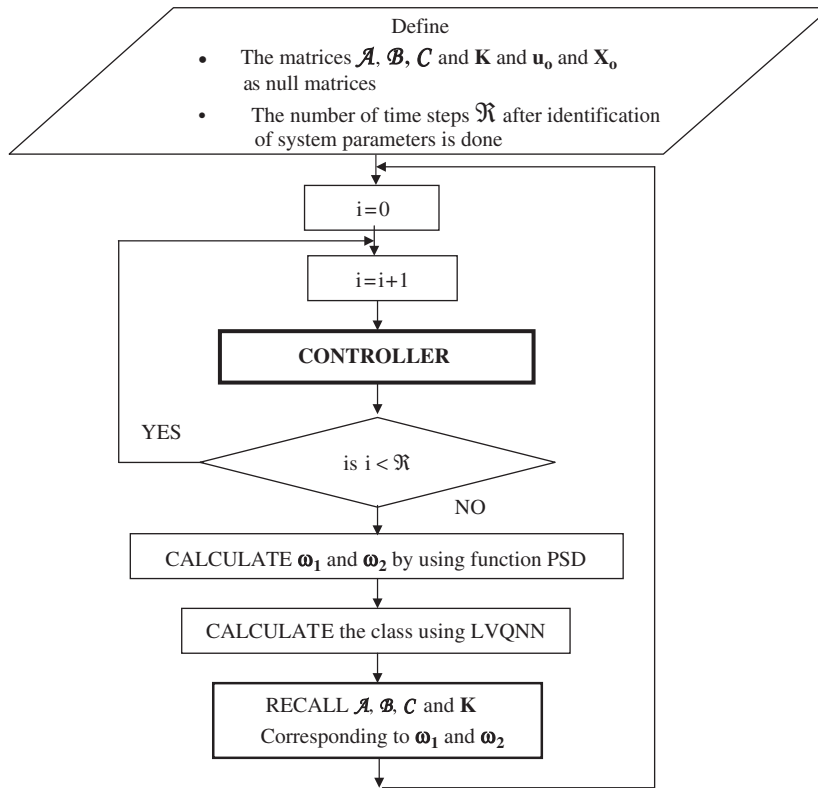 Define
• The matrices 𝒜, ℬ, 𝒞 and K and uₒ and Xₒ
as null matrices
• The number of time steps ℜ after identification
of system parameters is done
i=0
i=i+1
CONTROLLER
YES
is i < ℜ
NO
CALCULATE ω₁ and ω₂ by using function PSD
CALCULATE the class using LVQNN
RECALL 𝒜, ℬ, 𝒞 and K
Corresponding to ω₁ and ω₂